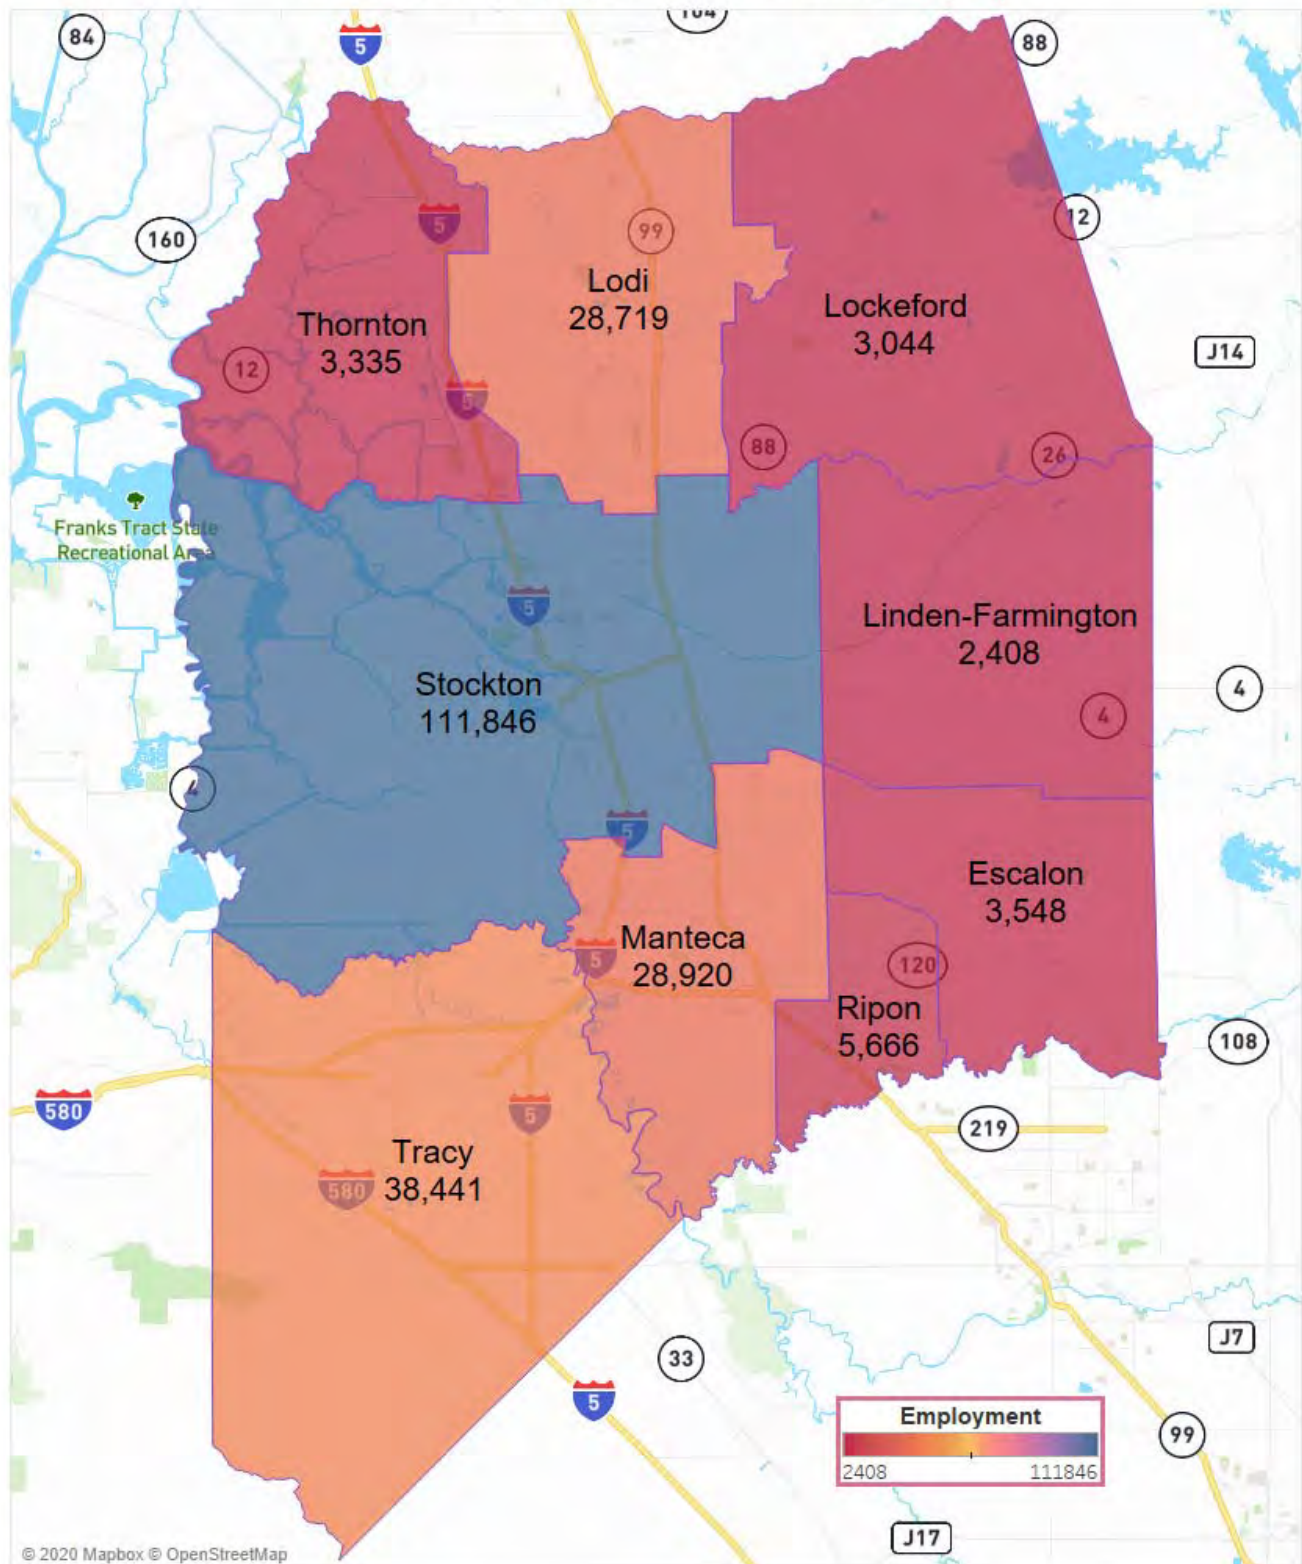 104
84
5
88
160
5
99
12
Lodi
28,719
Thornton
3,335
Lockeford
3,044
12
J14
5
88
26
Franks Tract State
Recreational Area
5
Linden-Farmington
2,408
Stockton
111,846
4
4
4
5
Escalon
3,548
Manteca
28,920
5
120
Ripon
5,666
108
580
5
219
Tracy
38,441
580
33
J7
5
Employment
2408
111846
99
J17
© 2020 Mapbox © OpenStreetMap